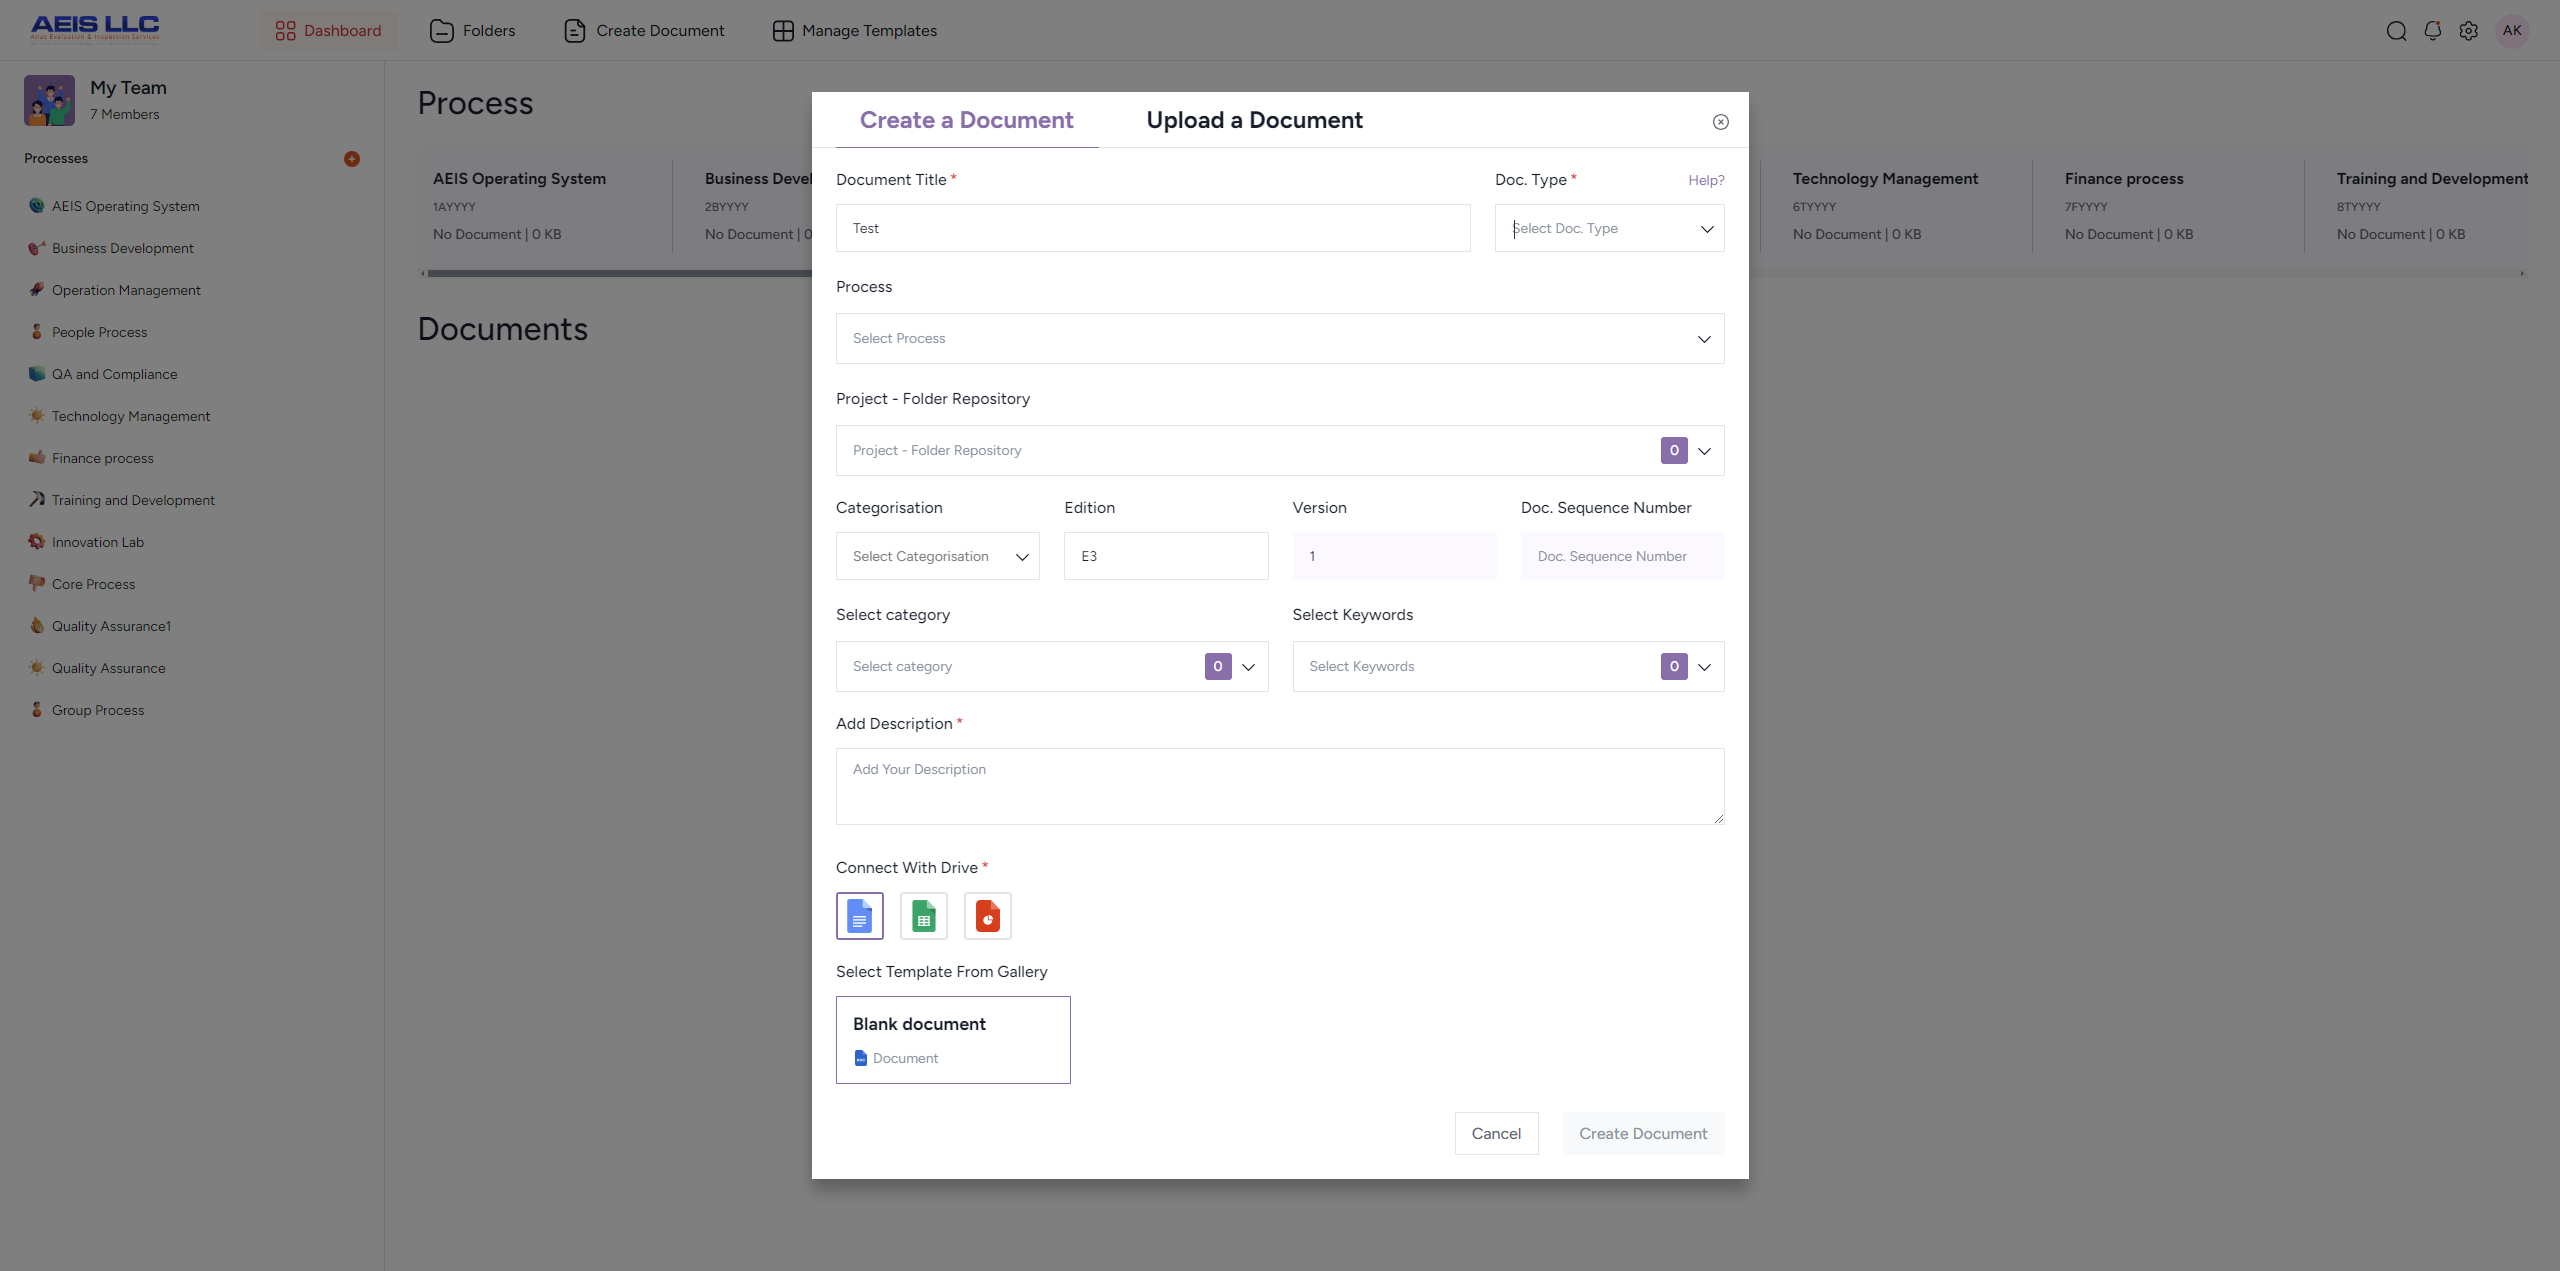 AEIS LLC
Atlas Evaluation & Inspection Services
Dashboard
Folders
Create Document
Manage Templates
AK
My Team
7 Members
Processes
AEIS Operating System
Business Development
Operation Management
People Process
QA and Compliance
Technology Management
Finance process
Training and Development
Innovation Lab
Core Process
Quality Assurance1
Quality Assurance
Group Process
Process
AEIS Operating System
1AYYYY
No Document | 0 KB
Business Devel
2BYYYY
No Document | 0
Technology Management
6TYYYY
No Document | 0 KB
Finance process
7FYYYY
No Document | 0 KB
Training and Development
8TYYYY
No Document | 0 KB
Documents
Create a Document
Upload a Document
Document Title *
Test
Doc. Type *
Help?
Select Doc. Type
Process
Select Process
Project - Folder Repository
Project - Folder Repository
0
Categorisation
Edition
Version
Doc. Sequence Number
Select Categorisation
E3
1
Doc. Sequence Number
Select category
Select Keywords
Select category
0
Select Keywords
0
Add Description *
Add Your Description
Connect With Drive *
Select Template From Gallery
Blank document
Document
Cancel
Create Document